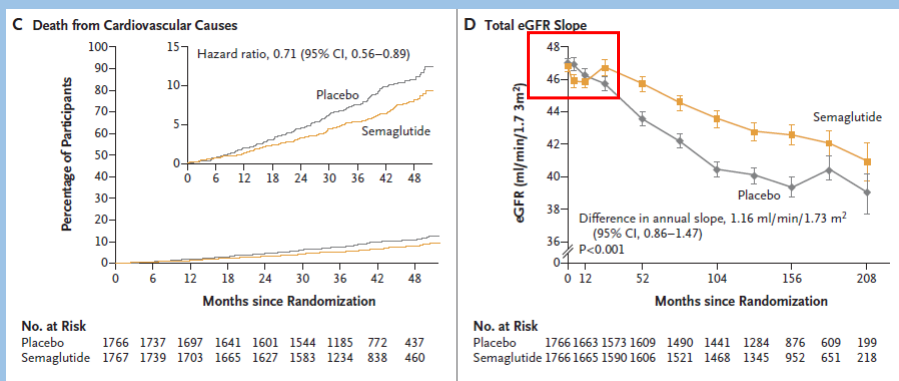 C Death from Cardiovascular Causes
Percentage of Participants
100
90
80
70
60
50
40
30
20
10
0
15
10
5
0
Hazard ratio, 0.71 (95% CI, 0.56–0.89)
Placebo
Semaglutide
0 6 12 18 24 30 36 42 48
0 6 12 18 24 30 36 42 48
Months since Randomization
No. at Risk
Placebo 1766 1737 1697 1641 1601 1544 1185 772 437
Semaglutide 1767 1739 1703 1665 1627 1583 1234 838 460
D Total eGFR Slope
eGFR (ml/min/1.7 3m²)
48
46
44
42
40
38
36
0
Semaglutide
Placebo
Difference in annual slope, 1.16 ml/min/1.73 m²
(95% CI, 0.86–1.47)
P<0.001
0 12 52 104 156 208
Months since Randomization
No. at Risk
Placebo 1766 1663 1573 1609 1490 1441 1284 876 609 199
Semaglutide 1766 1665 1590 1606 1521 1468 1345 952 651 218